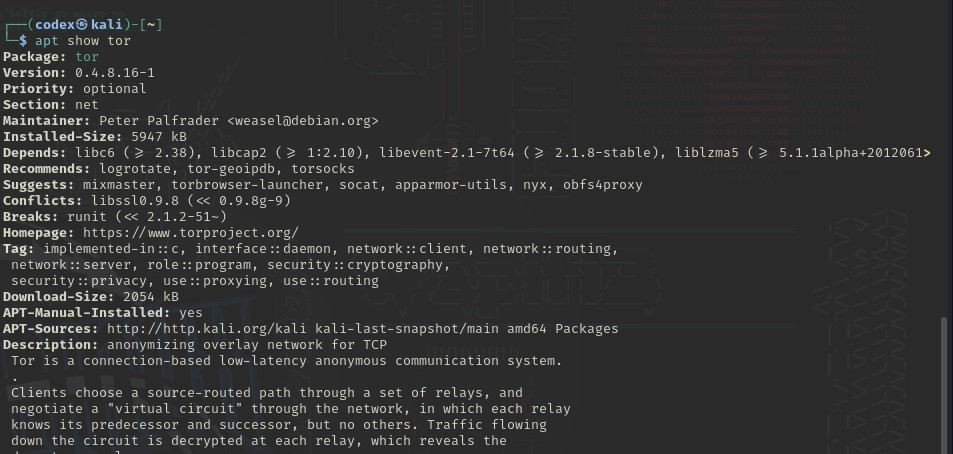 ┌──(codex㉿kali)-[~]
└─$ apt show tor
Package: tor
Version: 0.4.8.16-1
Priority: optional
Section: net
Maintainer: Peter Palfrader <weasel@debian.org>
Installed-Size: 5947 kB
Depends: libc6 (>= 2.38), libcap2 (>= 1:2.10), libevent-2.1-7t64 (>= 2.1.8-stable), liblzma5 (>= 5.1.1alpha+2012061>
Recommends: logrotate, tor-geoipdb, torsocks
Suggests: mixmaster, torbrowser-launcher, socat, apparmor-utils, nyx, obfs4proxy
Conflicts: libssl0.9.8 (<< 0.9.8g-9)
Breaks: runit (<< 2.1.2-51~)
Homepage: https://www.torproject.org/
Tag: implemented-in::c, interface::daemon, network::client, network::routing,
network::server, role::program, security::cryptography,
security::privacy, use::proxying, use::routing
Download-Size: 2054 kB
APT-Manual-Installed: yes
APT-Sources: http://http.kali.org/kali kali-last-snapshot/main amd64 Packages
Description: anonymizing overlay network for TCP
Tor is a connection-based low-latency anonymous communication system.
.
Clients choose a source-routed path through a set of relays, and
negotiate a "virtual circuit" through the network, in which each relay
knows its predecessor and successor, but no others. Traffic flowing
down the circuit is decrypted at each relay, which reveals the